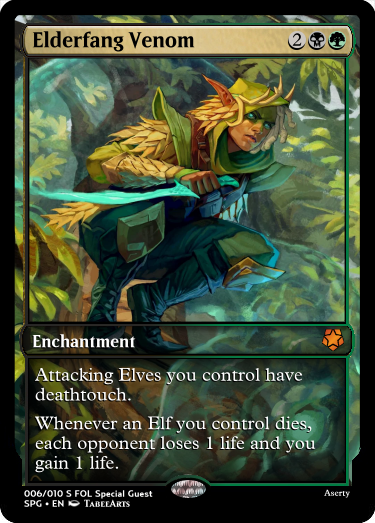 Elderfang Venom 2
Enchantment
Attacking Elves you control have
deathtouch.
Whenever an Elf you control dies,
each opponent loses 1 life and you
gain 1 life.
006/010 S FOL Special Guest Aserty
SPG • EN TabeeArts